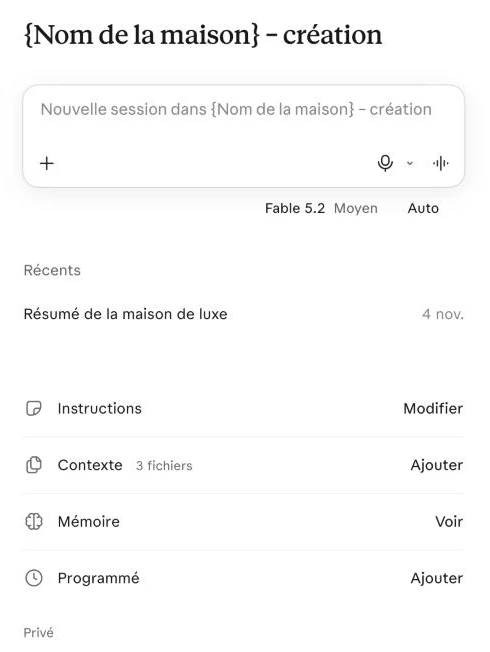 {Nom de la maison} – création
Nouvelle session dans {Nom de la maison} – création
Fable 5.2 Moyen Auto
Récents
Résumé de la maison de luxe 4 nov.
Instructions Modifier
Contexte 3 fichiers Ajouter
Mémoire Voir
Programmé Ajouter
Privé